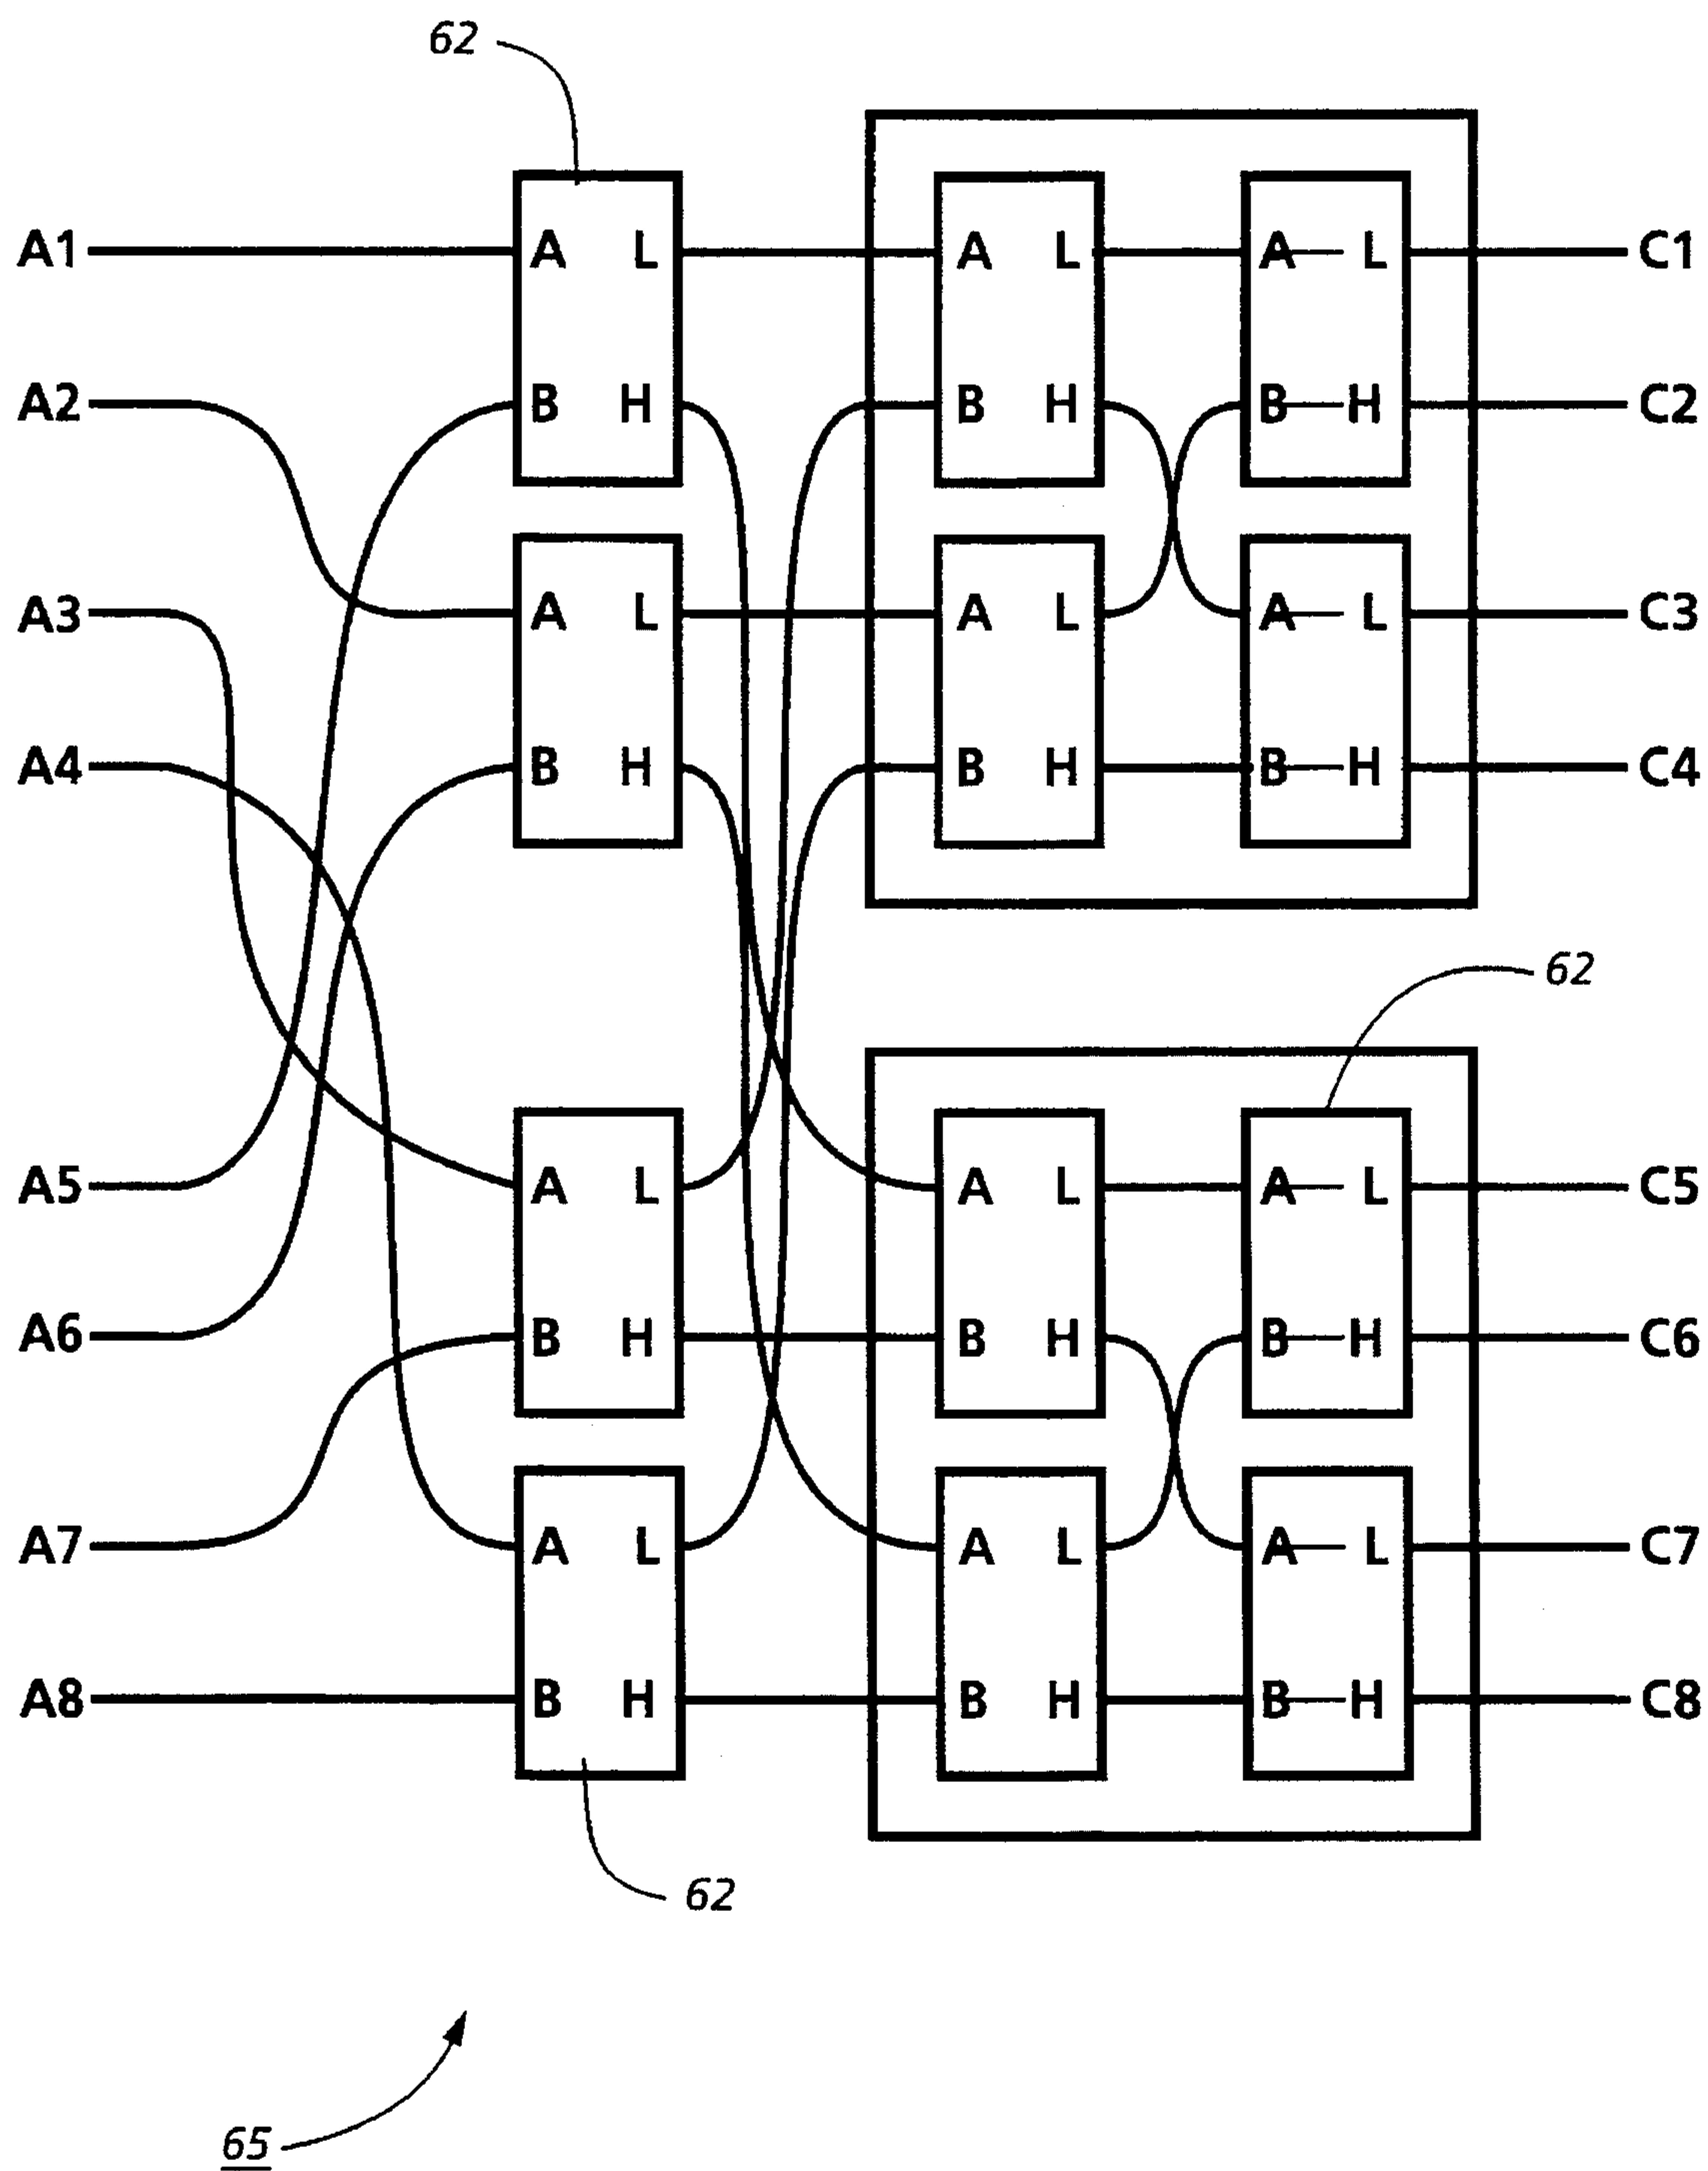 62
A1 A L A L A L C1
A2 B H B H B H C2
A3 A L A L A L C3
A4 B H B H B H C4
62
A5 A L A L A L C5
A6 B H B H B H C6
A7 A L A L A L C7
A8 B H B H B H C8
62
65